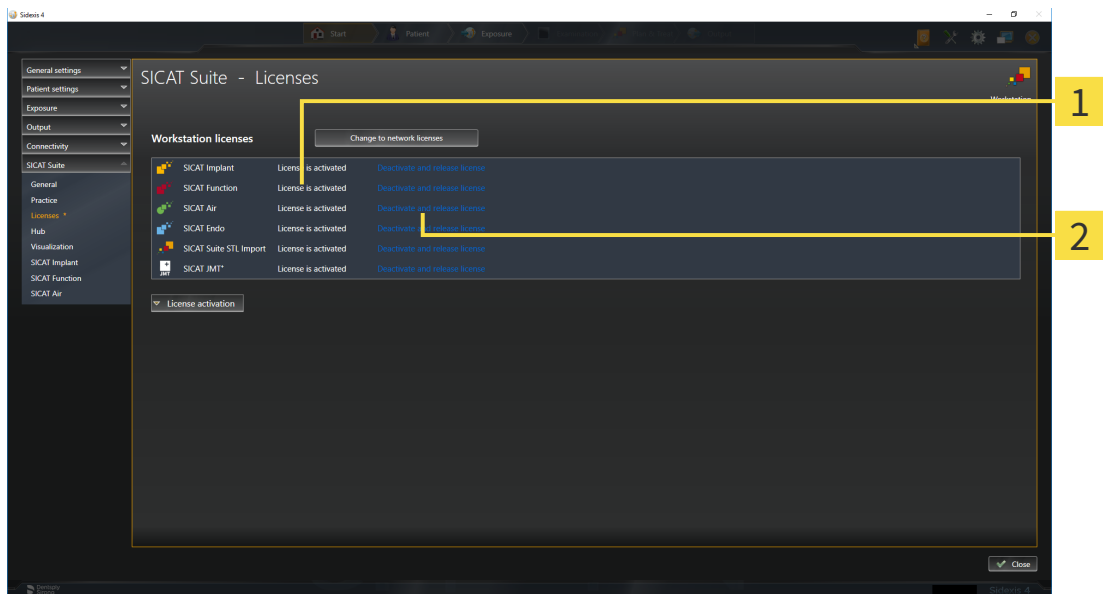 Sidexis 4
Start Patient Exposure
General settings
Patient settings
Exposure
Output
Connectivity
SICAT Suite
General
Practice
Licenses *
Hub
Visualization
SICAT Implant
SICAT Function
SICAT Air
SICAT Suite - Licenses
Workstation
1
Workstation licenses Change to network licenses
SICAT Implant License is activated Deactivate and release license
SICAT Function License is activated Deactivate and release license
SICAT Air License is activated Deactivate and release license
SICAT Endo License is activated Deactivate and release license
SICAT Suite STL Import License is activated Deactivate and release license
SICAT JMT+ License is activated Deactivate and release license
2
License activation
Close
Dentsply
Sirona
Sidexis 4